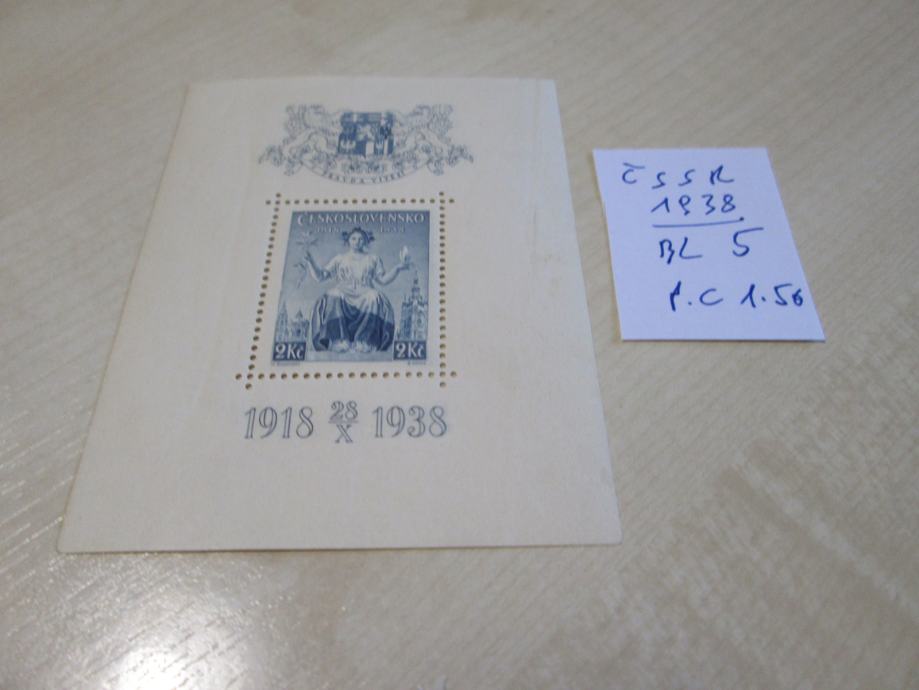 PRAVDA VÍTĚZÍ
ČESKOSLOVENSKO
1918 1938
2Kč 2Kč
1918 28/X 1938
ČSSR
1938
BL 5
P.C 1.50